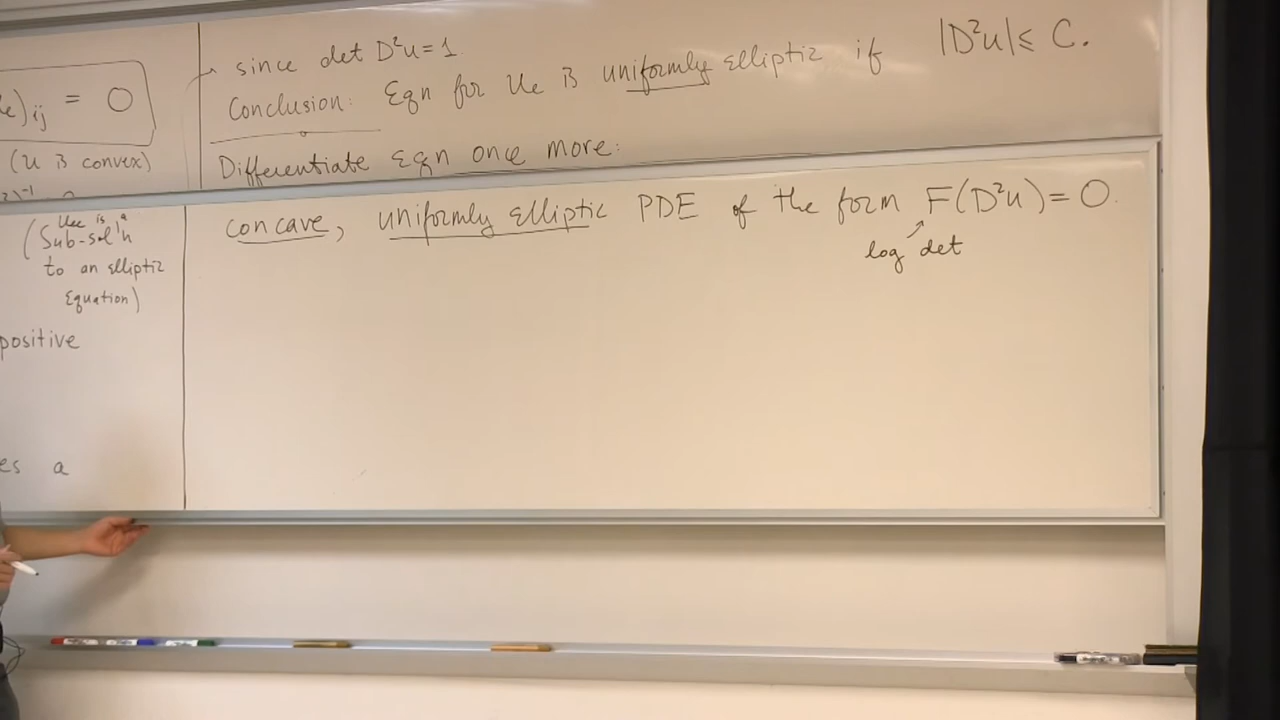 since det D²u = 1
Conclusion: Eqn for ue is uniformly elliptic if |D²u| ≤ C.
Differentiate Eqn once more:
e)ij = 0
(u is convex)
(Uee is a
Sub-sol'n
to an elliptic
Equation)
positive
es a
concave, uniformly elliptic PDE of the form F(D²u) = 0.
log det